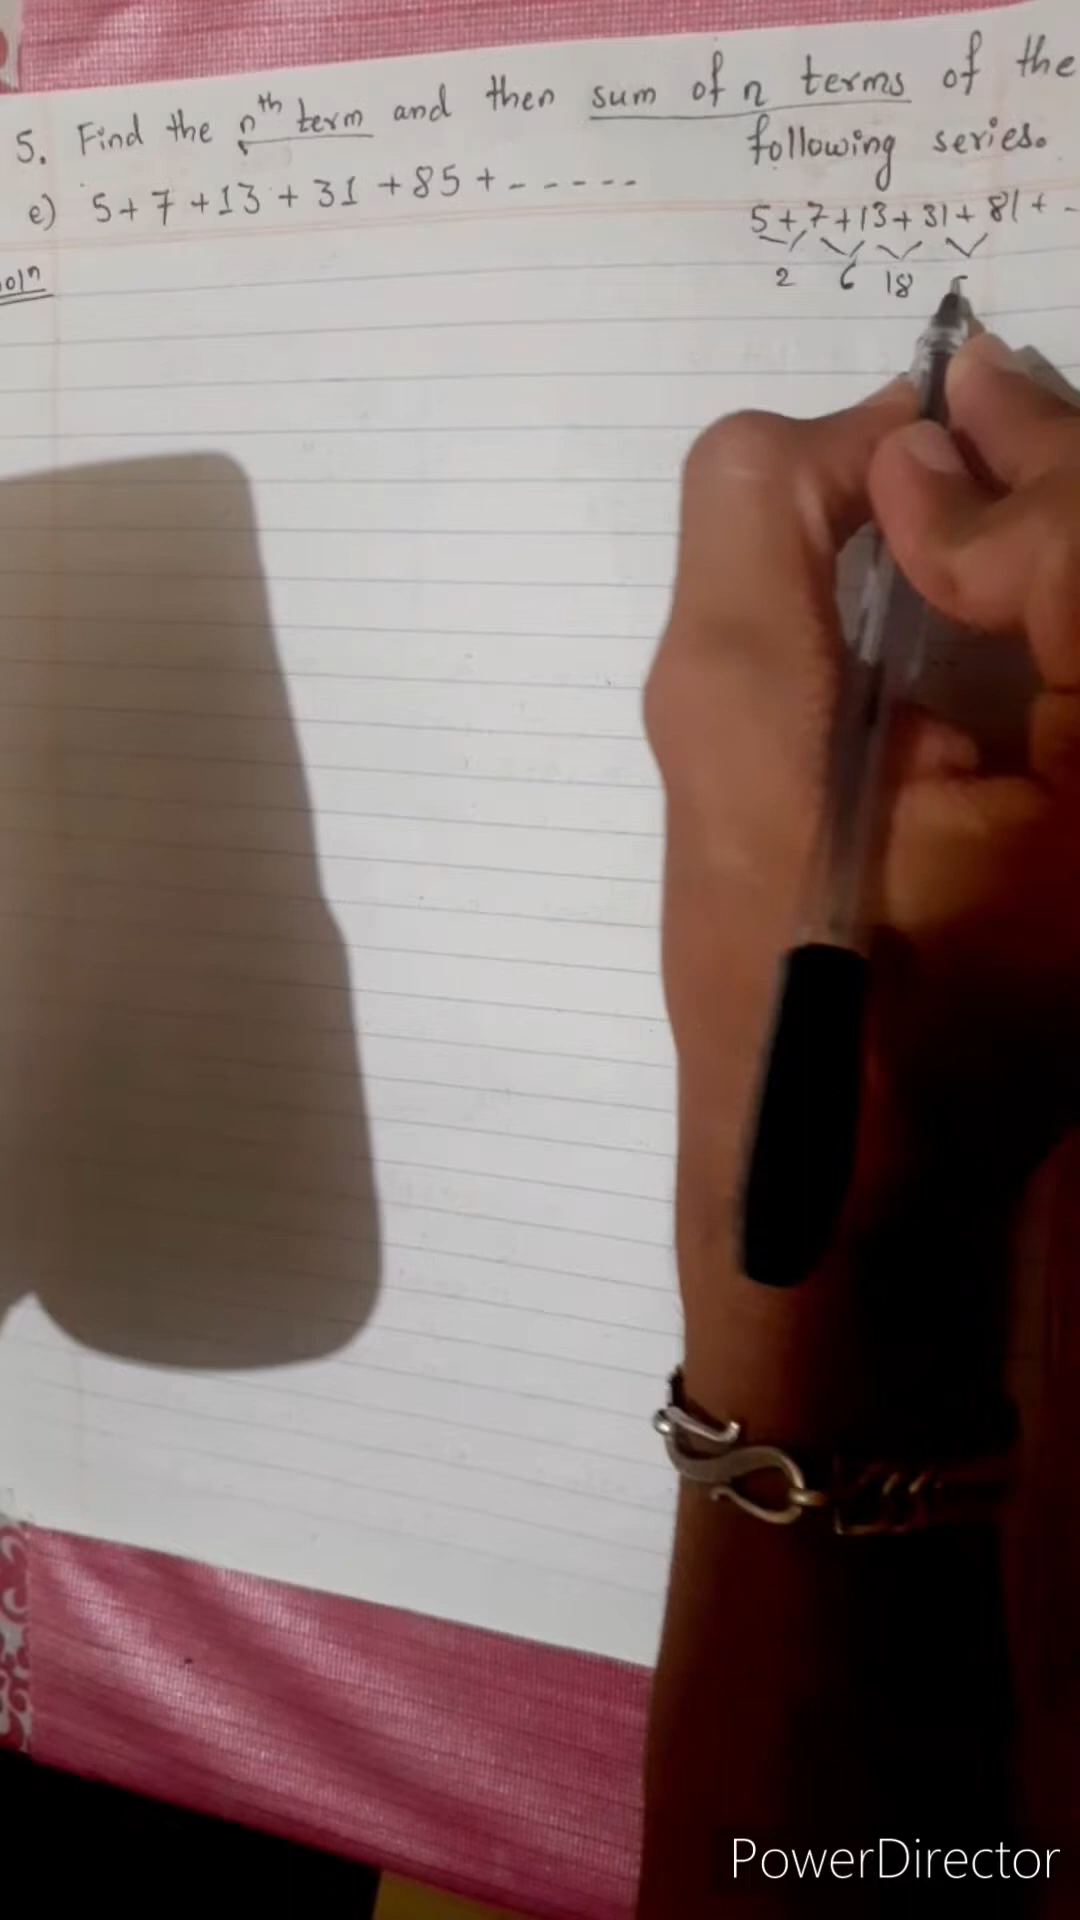 5. Find the nth term and then sum of n terms of the
following series.
e) 5+7+13+31+85+------
5+7+13+31+81+-
2 6 18 5
soln
PowerDirector